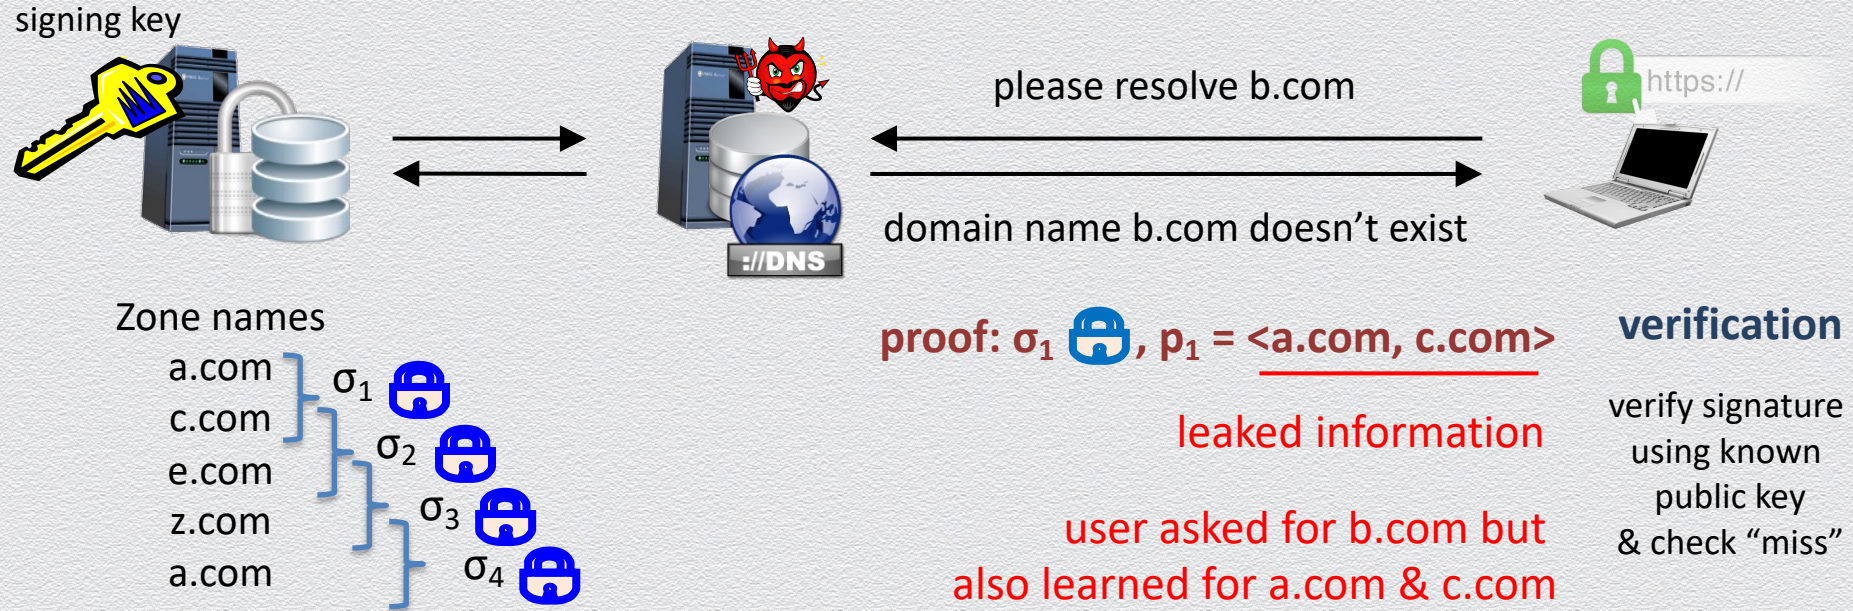 signing key
please resolve b.com
https://
domain name b.com doesn’t exist
://DNS
Zone names
a.com
c.com
e.com
z.com
a.com
σ1
σ2
σ3
σ4
proof: σ1 , p1 = <a.com, c.com>
leaked information
user asked for b.com but
also learned for a.com & c.com
verification
verify signature
using known
public key
& check “miss”